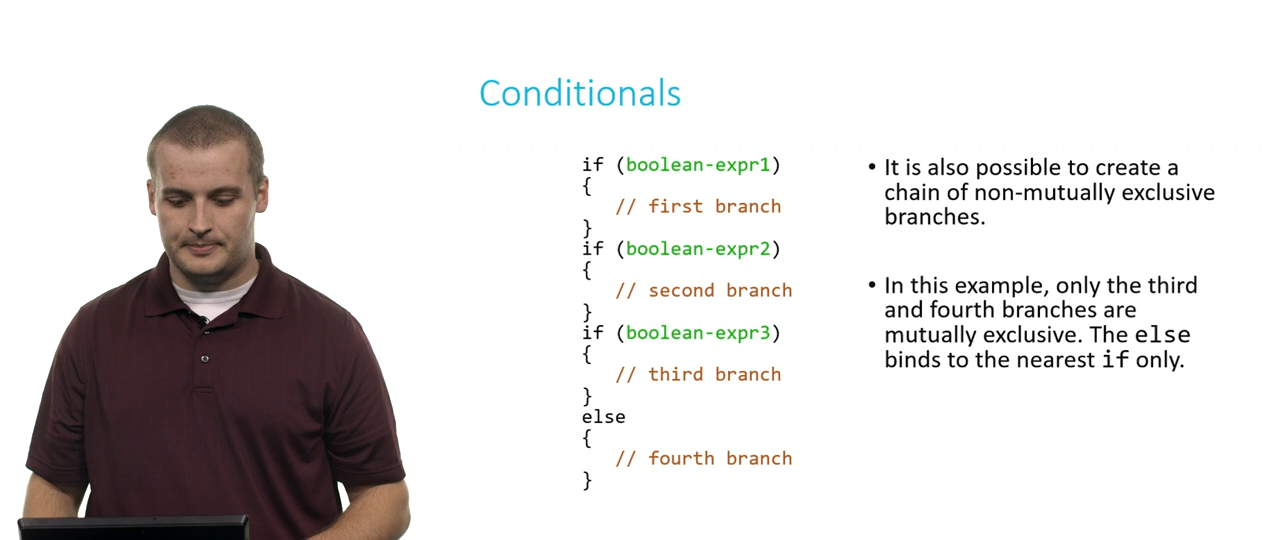 Conditionals
if (boolean-expr1)
{
// first branch
}
if (boolean-expr2)
{
// second branch
}
if (boolean-expr3)
{
// third branch
}
else
{
// fourth branch
}
• It is also possible to create a
chain of non-mutually exclusive
branches.
• In this example, only the third
and fourth branches are
mutually exclusive. The else
binds to the nearest if only.